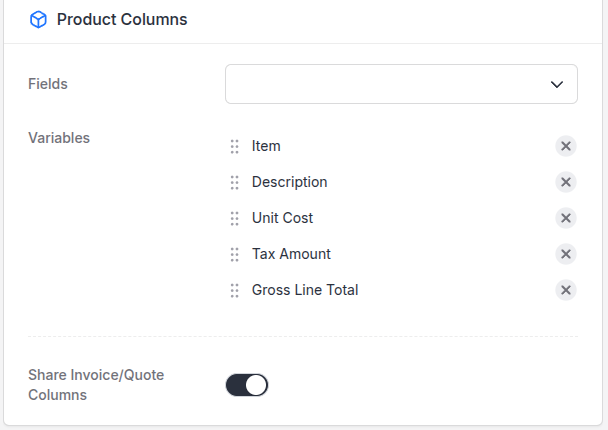 Product Columns
Fields
Variables
Item
Description
Unit Cost
Tax Amount
Gross Line Total
Share Invoice/Quote
Columns